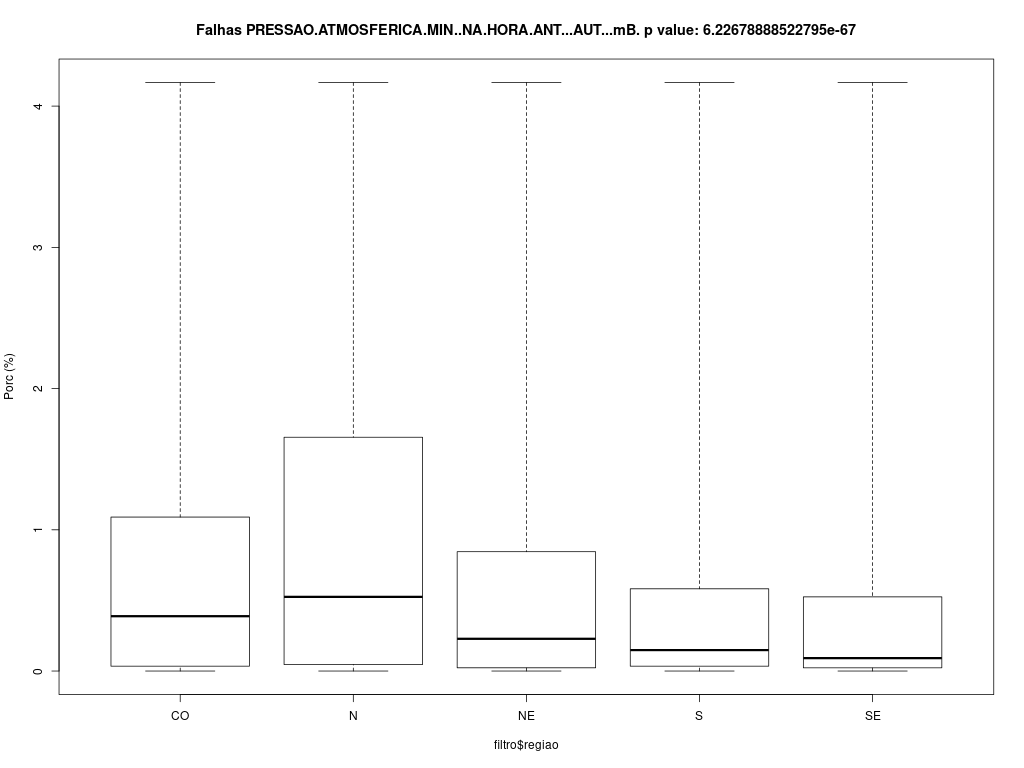 Falhas PRESSAO.ATMOSFERICA.MIN..NA.HORA.ANT...AUT...mB. p value: 6.22678888522795e-67
Porc (%)
4
3
2
1
0
CO N NE S SE
filtro$regiao